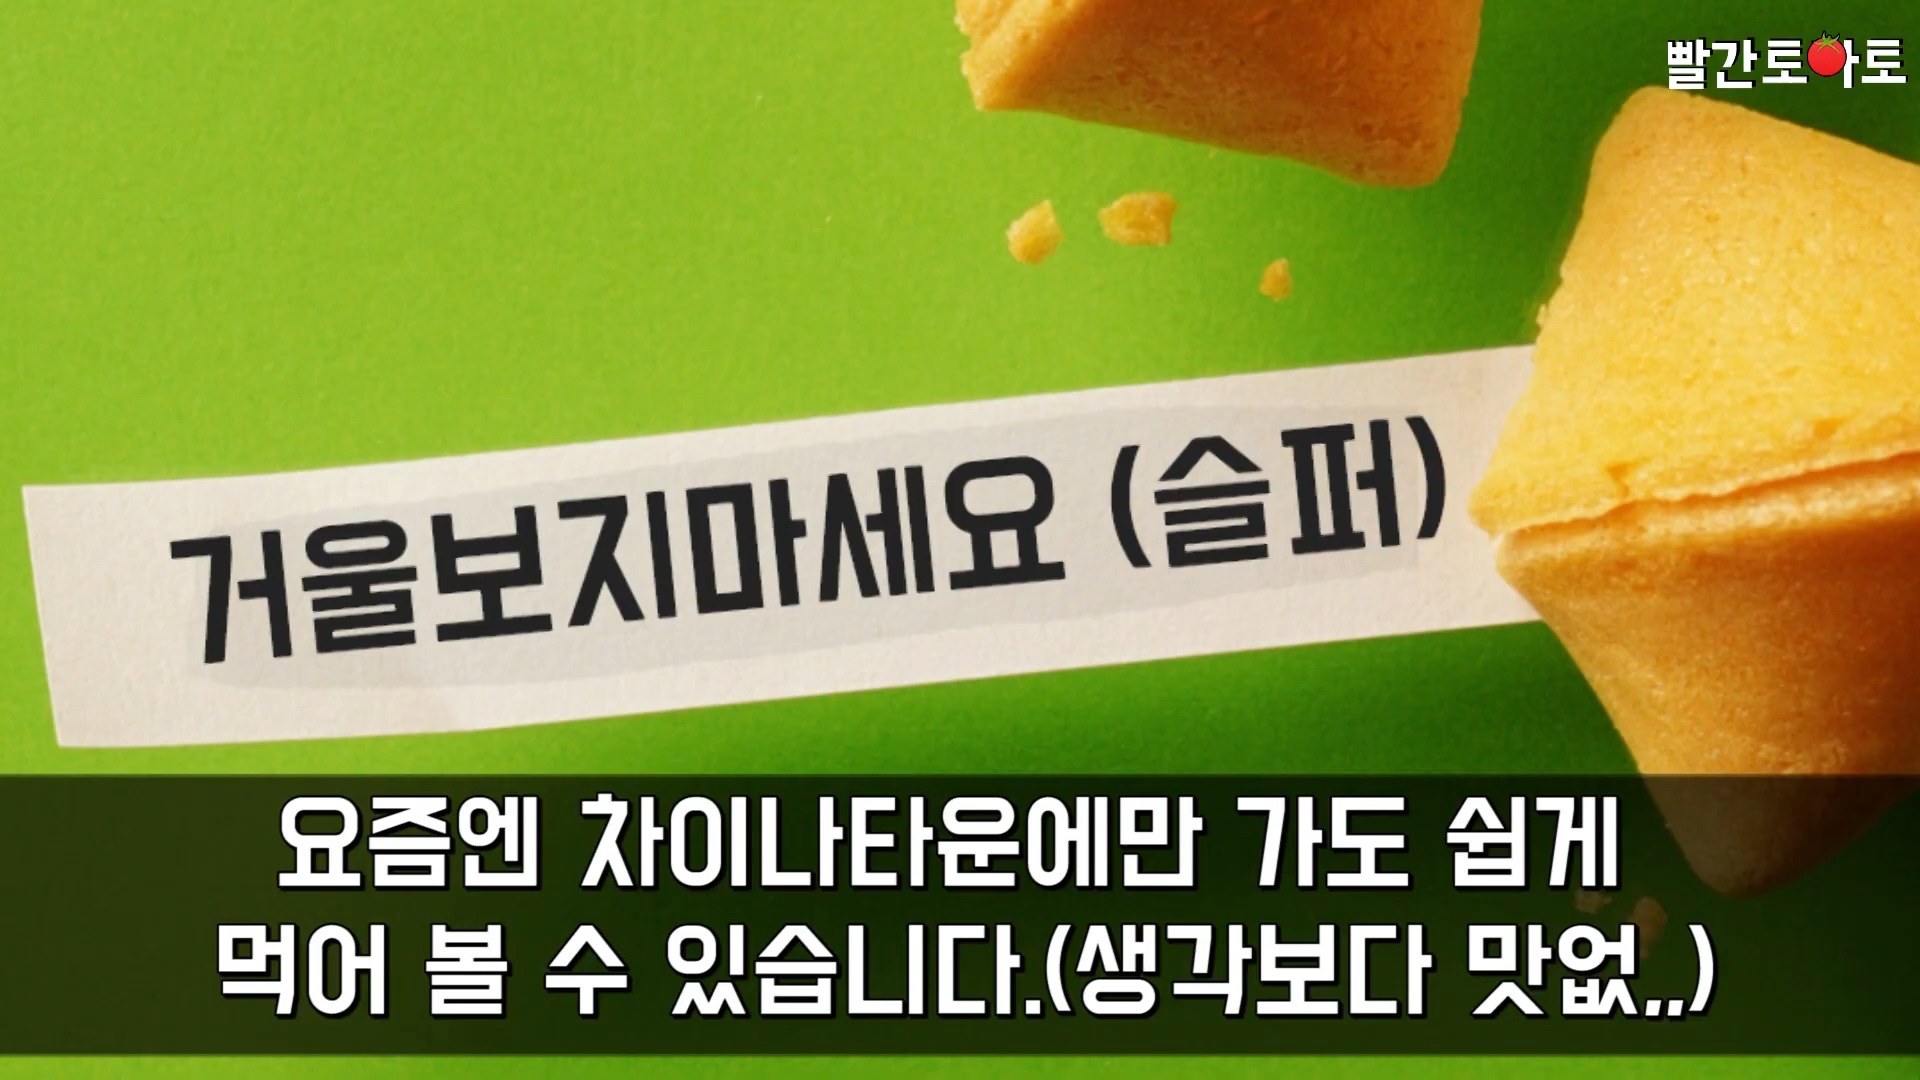 빨간토마토
거울보지마세요 (슬퍼)
요즘엔 차이나타운에만 가도 쉽게
먹어 볼 수 있습니다.(생각보다 맛없..)